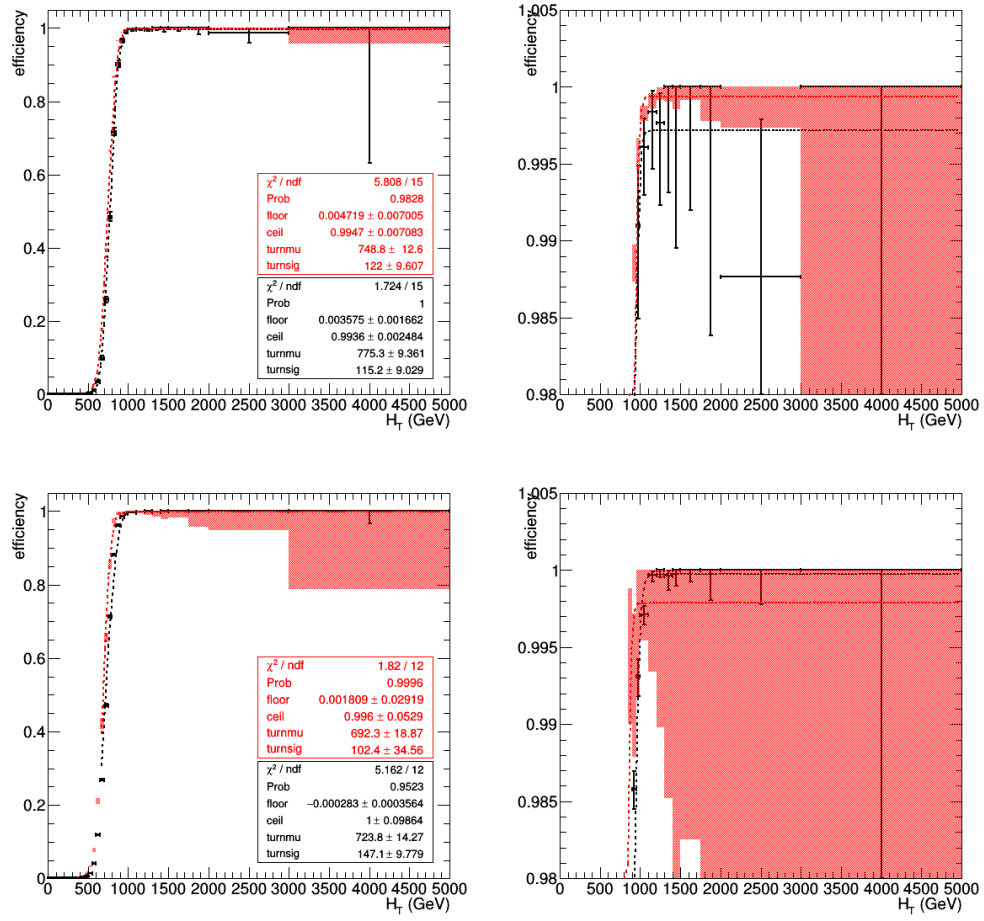 efficiency
1
0.8
0.6
0.4
0.2
0
χ² / ndf 5.808 / 15
Prob 0.9828
floor 0.004719 ± 0.007005
ceil 0.9947 ± 0.007083
turnmu 748.8 ± 12.6
turnsig 122 ± 9.607
χ² / ndf 1.724 / 15
Prob 1
floor 0.003575 ± 0.001662
ceil 0.9936 ± 0.002484
turnmu 775.3 ± 9.361
turnsig 115.2 ± 9.029
0 500 1000 1500 2000 2500 3000 3500 4000 4500 5000
H_T (GeV)
efficiency
1.005
1
0.995
0.99
0.985
0.98
0 500 1000 1500 2000 2500 3000 3500 4000 4500 5000
H_T (GeV)
efficiency
1
0.8
0.6
0.4
0.2
0
χ² / ndf 1.82 / 12
Prob 0.9996
floor 0.001809 ± 0.02919
ceil 0.996 ± 0.0529
turnmu 692.3 ± 18.87
turnsig 102.4 ± 34.56
χ² / ndf 5.162 / 12
Prob 0.9523
floor −0.000283 ± 0.0003564
ceil 1± 0.09864
turnmu 723.8 ± 14.27
turnsig 147.1 ± 9.779
0 500 1000 1500 2000 2500 3000 3500 4000 4500 5000
H_T (GeV)
efficiency
1.005
1
0.995
0.99
0.985
0.98
0 500 1000 1500 2000 2500 3000 3500 4000 4500 5000
H_T (GeV)